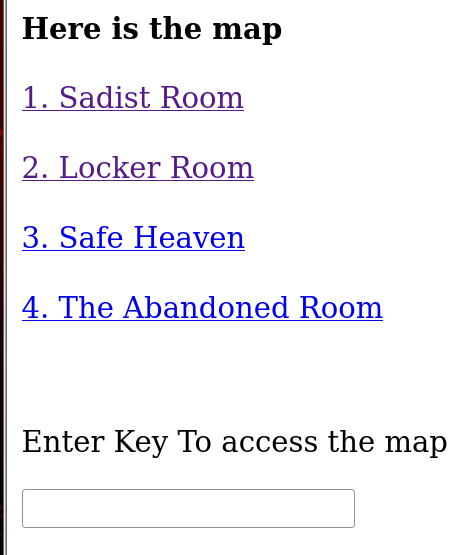 Here is the map
1. Sadist Room
2. Locker Room
3. Safe Heaven
4. The Abandoned Room
Enter Key To access the map